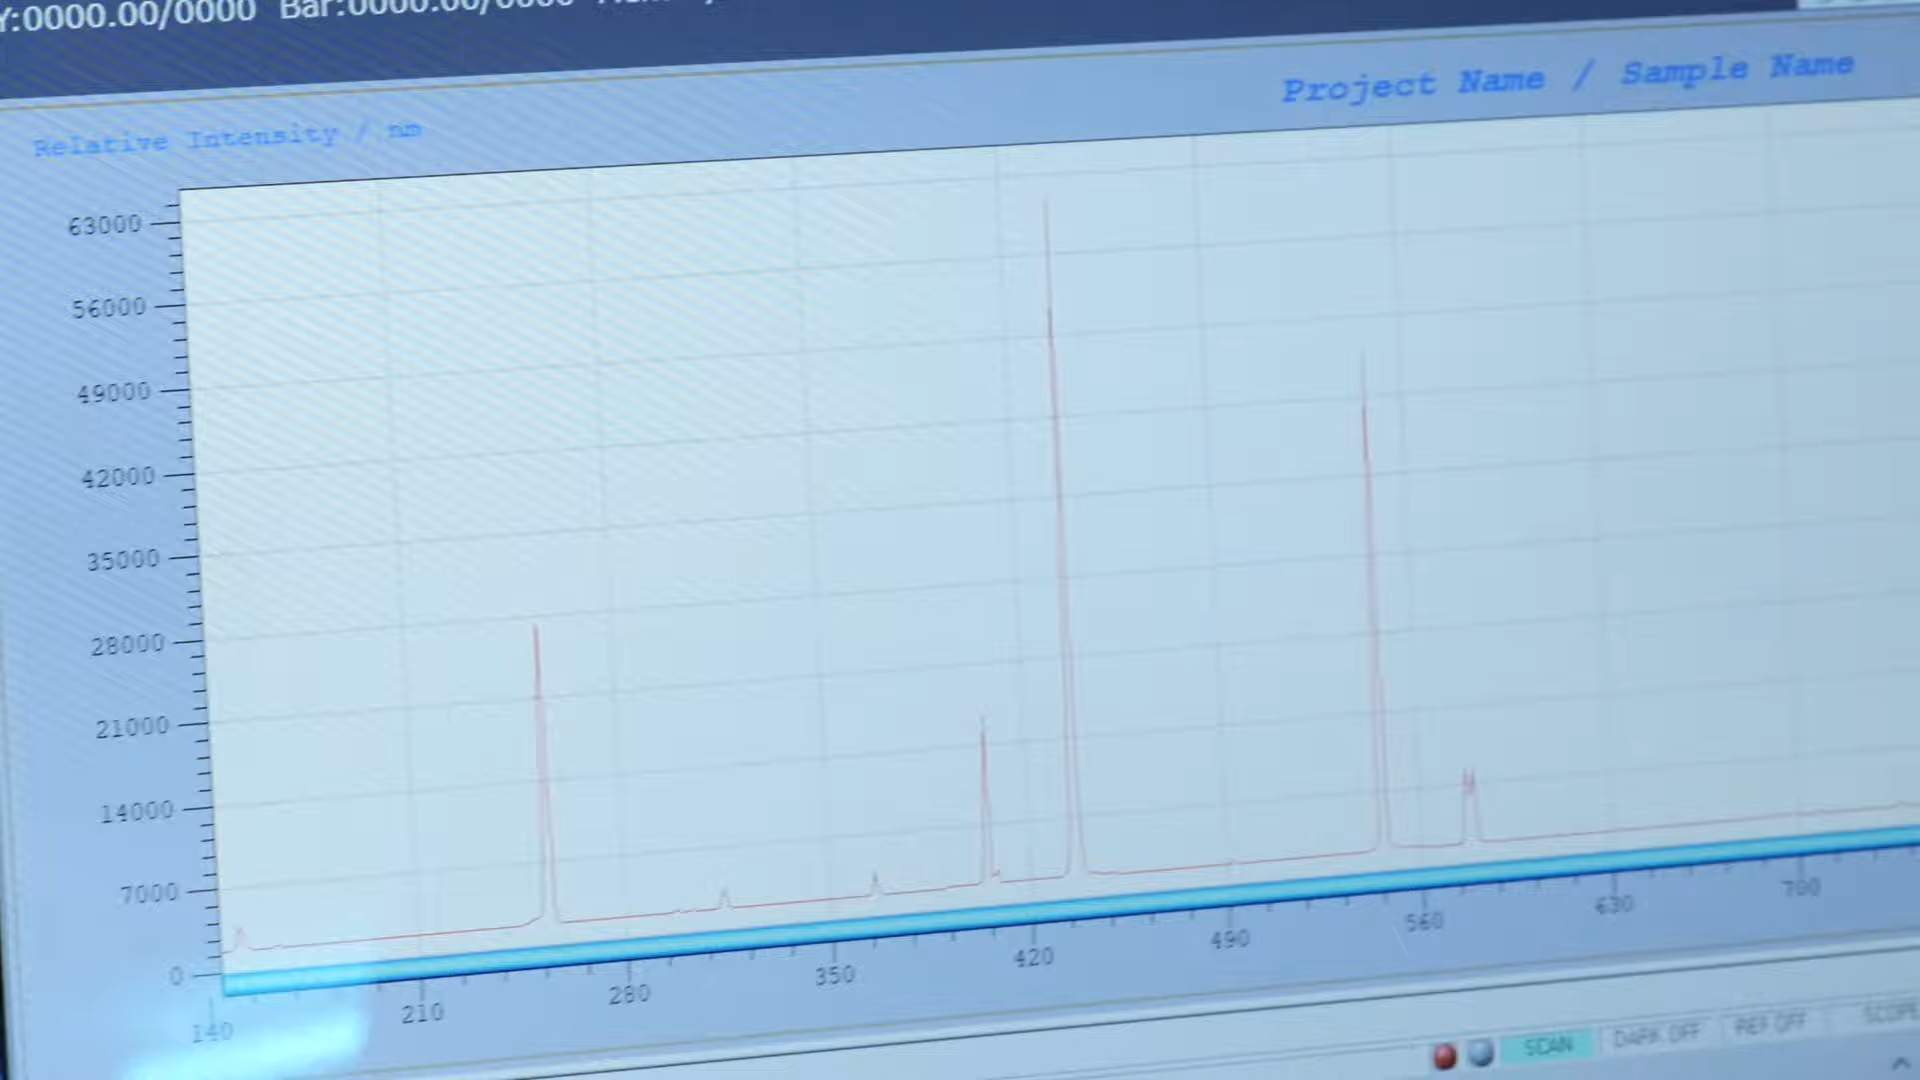 Y:0000.00/0000 Bar:0000.00/0000
Project Name / Sample Name
Relative Intensity / nm
63000
56000
49000
42000
35000
28000
21000
14000
7000
0
140 210 280 350 420 490 560 630 700
SCAN DARK OFF REF OFF SCOPE